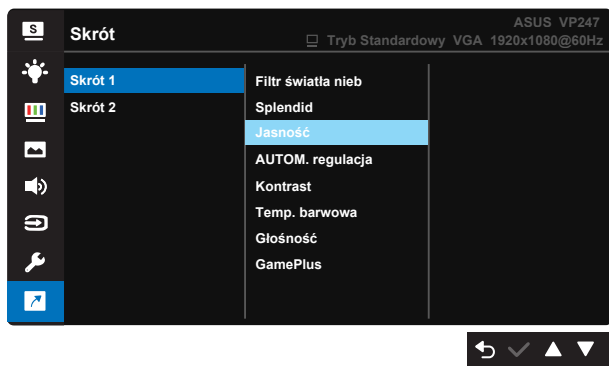 S
Skrót
ASUS VP247
Tryb Standardowy VGA 1920x1080@60Hz
Skrót 1
Skrót 2
Filtr światła nieb
Splendid
Jasność
AUTOM. regulacja
Kontrast
Temp. barwowa
Głośność
GamePlus